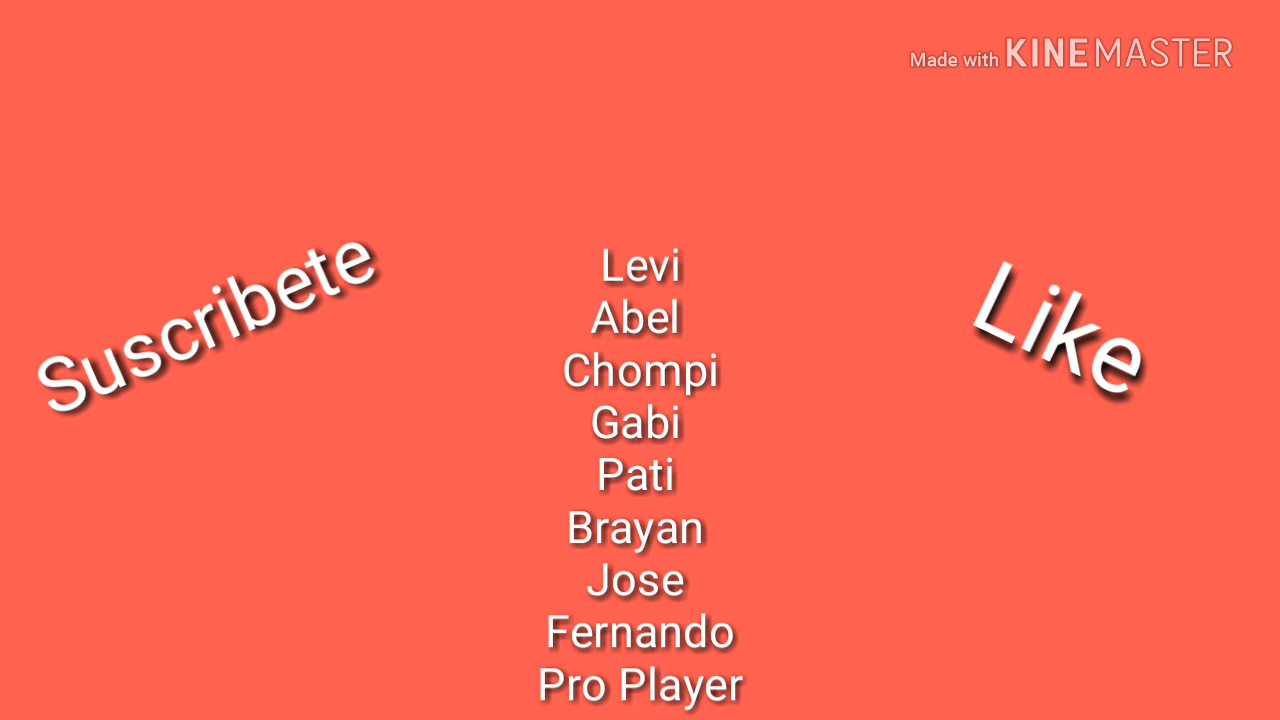 Made with KINEMASTER
Suscribete
Like
Levi
Abel
Chompi
Gabi
Pati
Brayan
Jose
Fernando
Pro Player